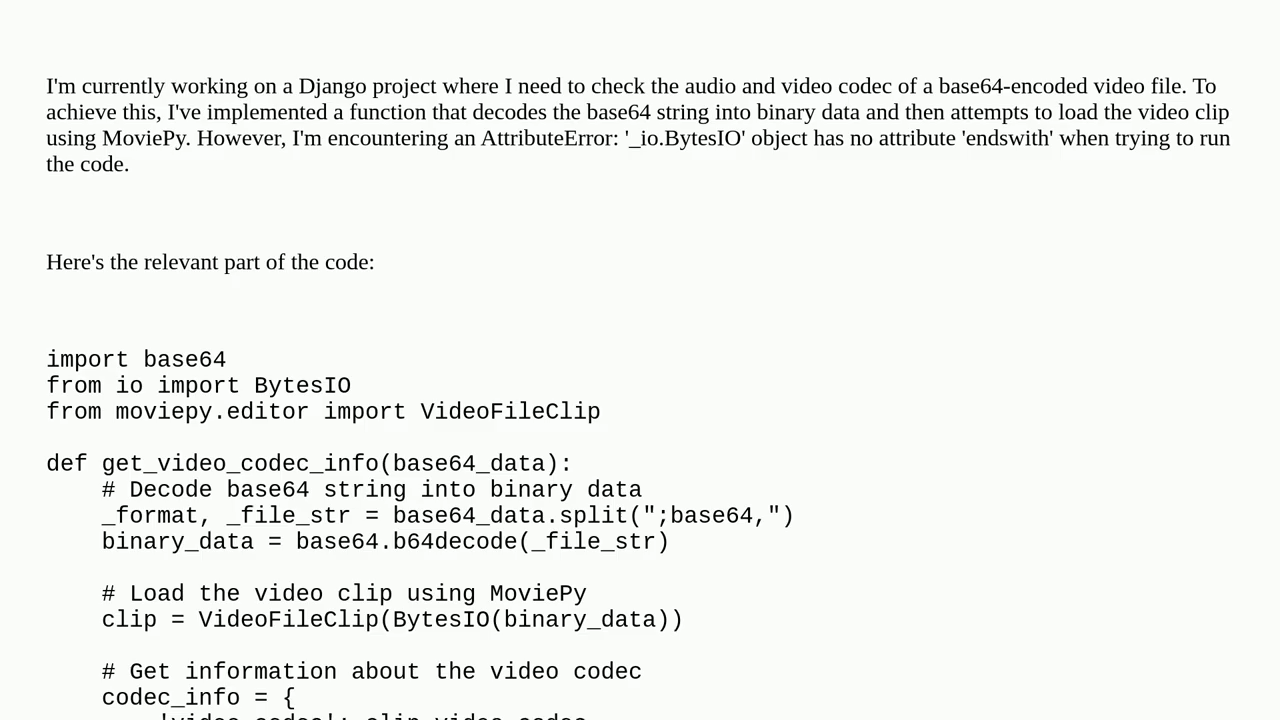 I'm currently working on a Django project where I need to check the audio and video codec of a base64-encoded video file. To
achieve this, I've implemented a function that decodes the base64 string into binary data and then attempts to load the video clip
using MoviePy. However, I'm encountering an AttributeError: '_io.BytesIO' object has no attribute 'endswith' when trying to run
the code.
Here's the relevant part of the code:
import base64
from io import BytesIO
from moviepy.editor import VideoFileClip
def get_video_codec_info(base64_data):
    # Decode base64 string into binary data
    _format, _file_str = base64_data.split(";base64,")
    binary_data = base64.b64decode(_file_str)
    # Load the video clip using MoviePy
    clip = VideoFileClip(BytesIO(binary_data))
    # Get information about the video codec
    codec_info = {
        'video_codec': clip.video_codec,